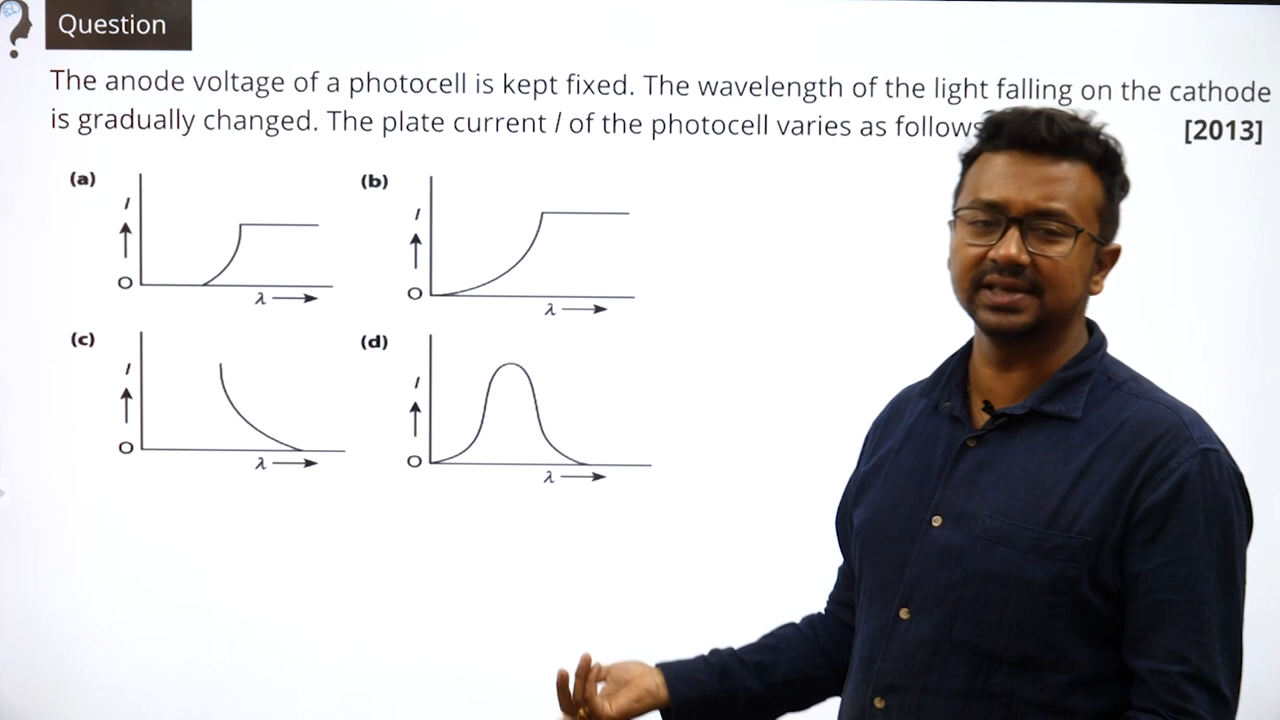 Question
The anode voltage of a photocell is kept fixed. The wavelength of the light falling on the cathode
is gradually changed. The plate current I of the photocell varies as follows [2013]
(a) (b)
I I
O O
λ λ
(c) (d)
I I
O O
λ λ